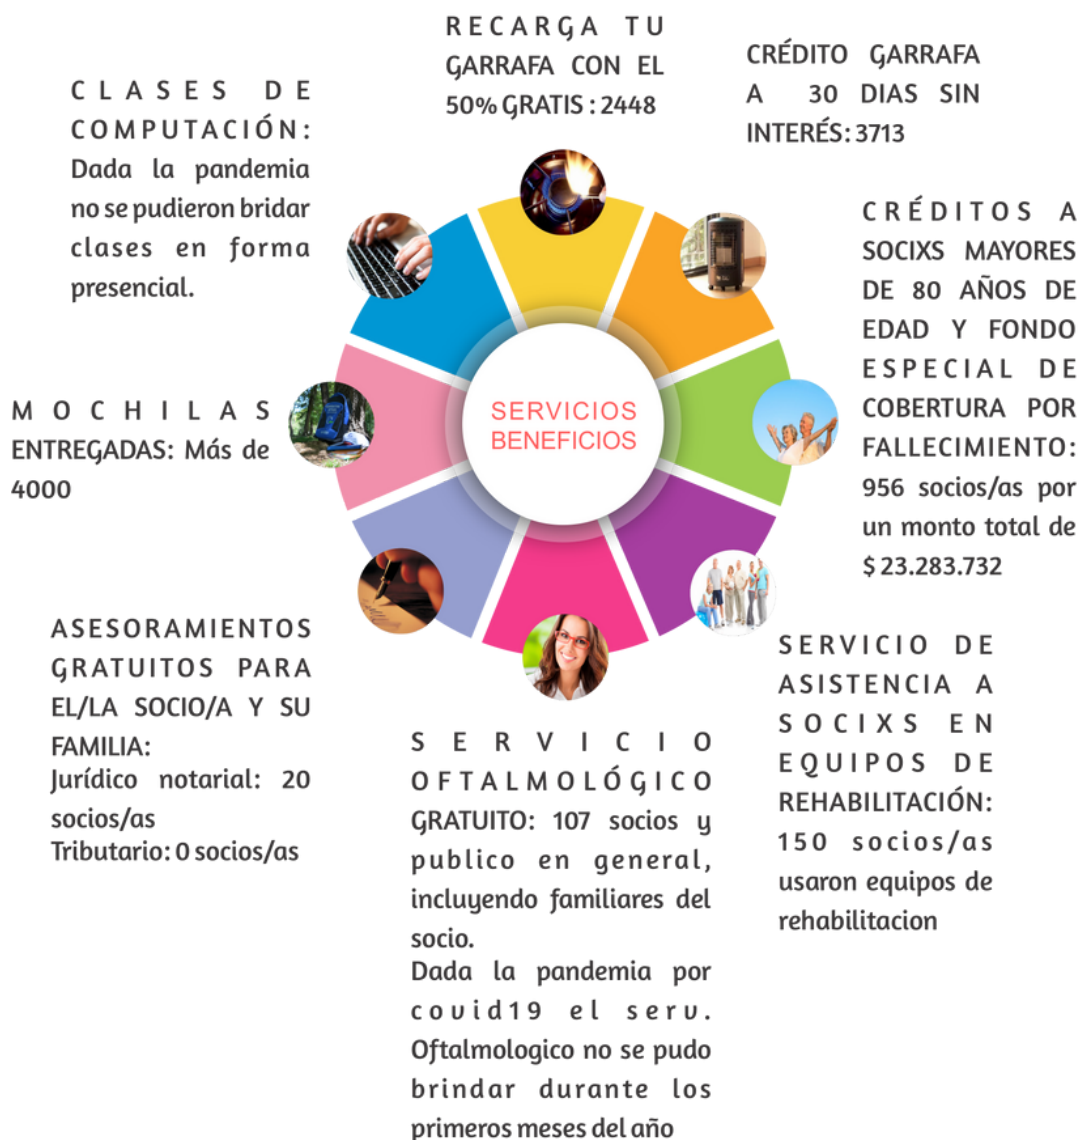 RECARGA TU
GARRAFA CON EL
50% GRATIS : 2448
CRÉDITO GARRAFA
A 30 DIAS SIN
INTERÉS: 3713
CLASES DE
COMPUTACIÓN:
Dada la pandemia
no se pudieron bridar
clases en forma
presencial.
CRÉDITOS A
SOCIXS MAYORES
DE 80 AÑOS DE
EDAD Y FONDO
ESPECIAL DE
COBERTURA POR
FALLECIMIENTO:
956 socios/as por
un monto total de
$ 23.283.732
MOCHILAS
ENTREGADAS: Más de
4000
SERVICIOS
BENEFICIOS
ASESORAMIENTOS
GRATUITOS PARA
EL/LA SOCIO/A Y SU
FAMILIA:
Jurídico notarial: 20
socios/as
Tributario: 0 socios/as
SERVICIO
OFTALMOLÓGICO
GRATUITO: 107 socios y
publico en general,
incluyendo familiares del
socio.
Dada la pandemia por
covid19 el serv.
Oftalmologico no se pudo
brindar durante los
primeros meses del año
SERVICIO DE
ASISTENCIA A
SOCIXS EN
EQUIPOS DE
REHABILITACIÓN:
150 socios/as
usaron equipos de
rehabilitacion